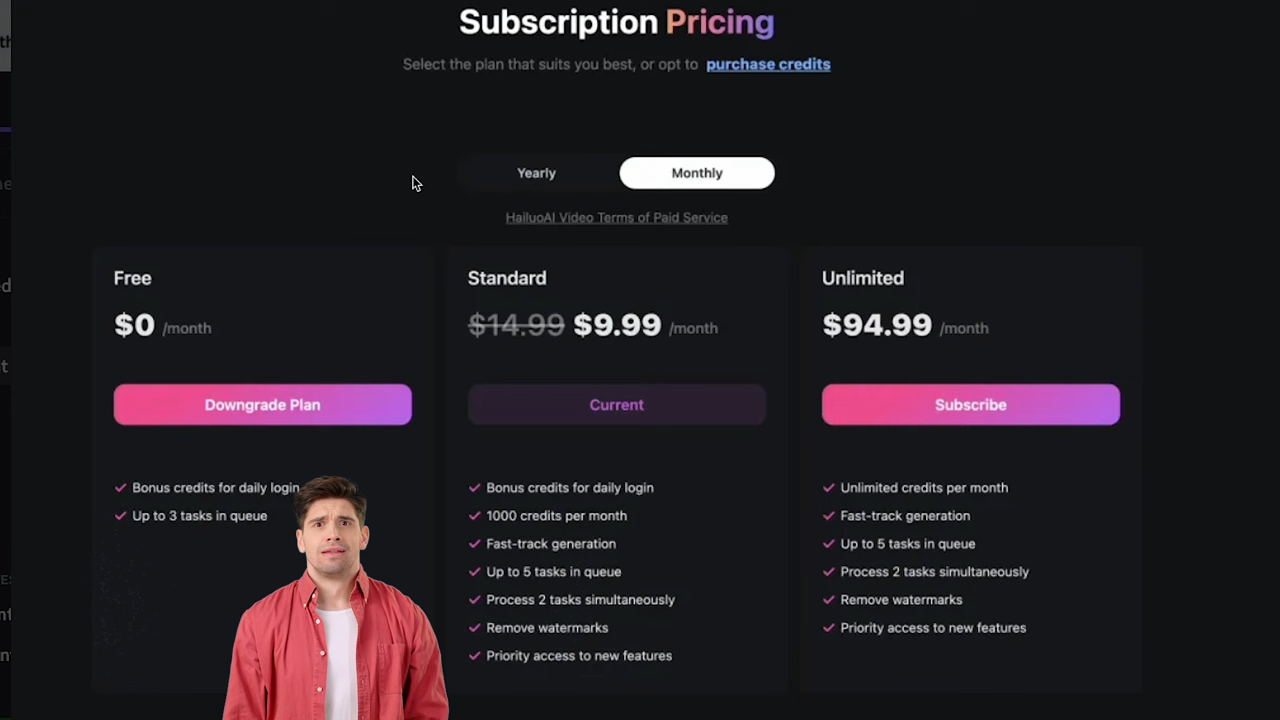 Subscription Pricing
Select the plan that suits you best, or opt to purchase credits
Yearly
Monthly
HailuoAI Video Terms of Paid Service
Free
$0 /month
Downgrade Plan
Bonus credits for daily login
Up to 3 tasks in queue
Standard
$14.99 $9.99 /month
Current
Bonus credits for daily login
1000 credits per month
Fast-track generation
Up to 5 tasks in queue
Process 2 tasks simultaneously
Remove watermarks
Priority access to new features
Unlimited
$94.99 /month
Subscribe
Unlimited credits per month
Fast-track generation
Up to 5 tasks in queue
Process 2 tasks simultaneously
Remove watermarks
Priority access to new features